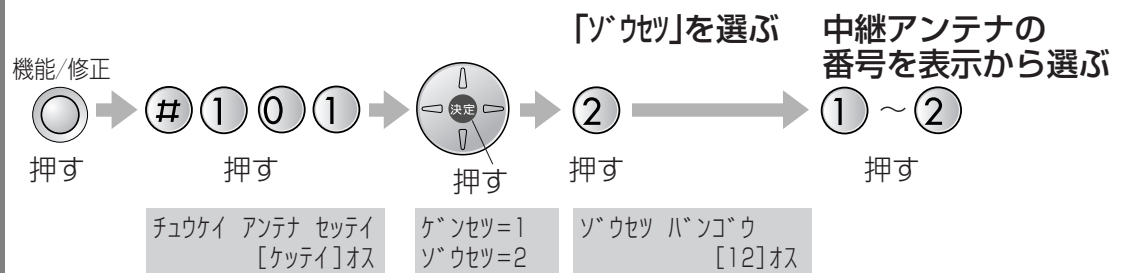 「ｿﾞｳｾﾂ」を選ぶ
中継アンテナの
番号を表示から選ぶ
機能/修正
# 1 0 1
決定
2
1 ～ 2
押す
押す
押す
押す
押す
ﾁｭｳｹｲ ｱﾝﾃﾅ ｾｯﾃｲ
[ｹｯﾃｲ]ｵｽ
ｹﾞﾝｾﾂ=1
ｿﾞｳｾﾂ=2
ｿﾞｳｾﾂ ﾊﾞﾝｺﾞｳ
[12]ｵｽ